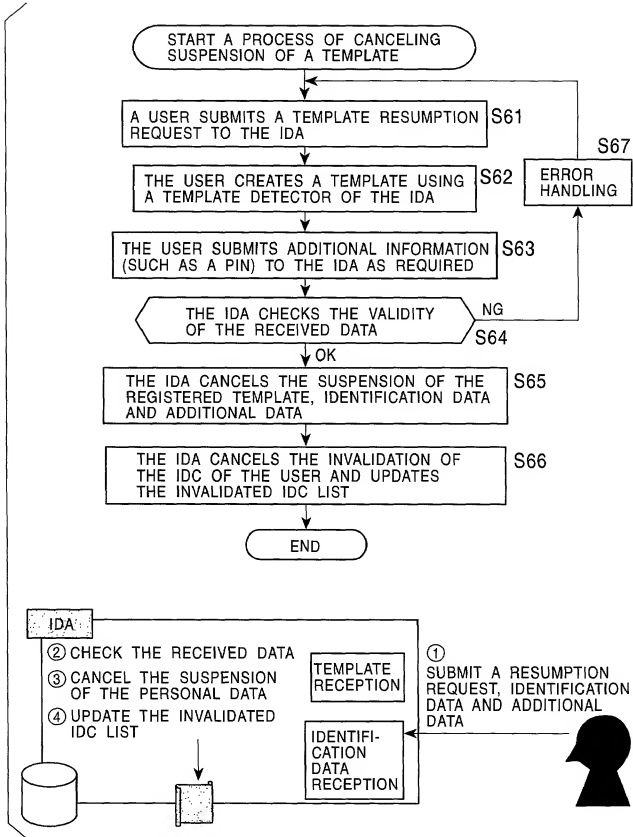 START A PROCESS OF CANCELING
SUSPENSION OF A TEMPLATE
A USER SUBMITS A TEMPLATE RESUMPTION
REQUEST TO THE IDA
S61
S67
ERROR
HANDLING
THE USER CREATES A TEMPLATE USING
A TEMPLATE DETECTOR OF THE IDA
S62
THE USER SUBMITS ADDITIONAL INFORMATION
(SUCH AS A PIN) TO THE IDA AS REQUIRED
S63
THE IDA CHECKS THE VALIDITY
OF THE RECEIVED DATA
NG
S64
OK
THE IDA CANCELS THE SUSPENSION OF THE
REGISTERED TEMPLATE, IDENTIFICATION DATA
AND ADDITIONAL DATA
S65
THE IDA CANCELS THE INVALIDATION OF
THE IDC OF THE USER AND UPDATES
THE INVALIDATED IDC LIST
S66
END
IDA
② CHECK THE RECEIVED DATA
③ CANCEL THE SUSPENSION
OF THE PERSONAL DATA
④ UPDATE THE INVALIDATED
IDC LIST
TEMPLATE
RECEPTION
IDENTIFI-
CATION
DATA
RECEPTION
①
SUBMIT A RESUMPTION
REQUEST, IDENTIFICATION
DATA AND ADDITIONAL
DATA